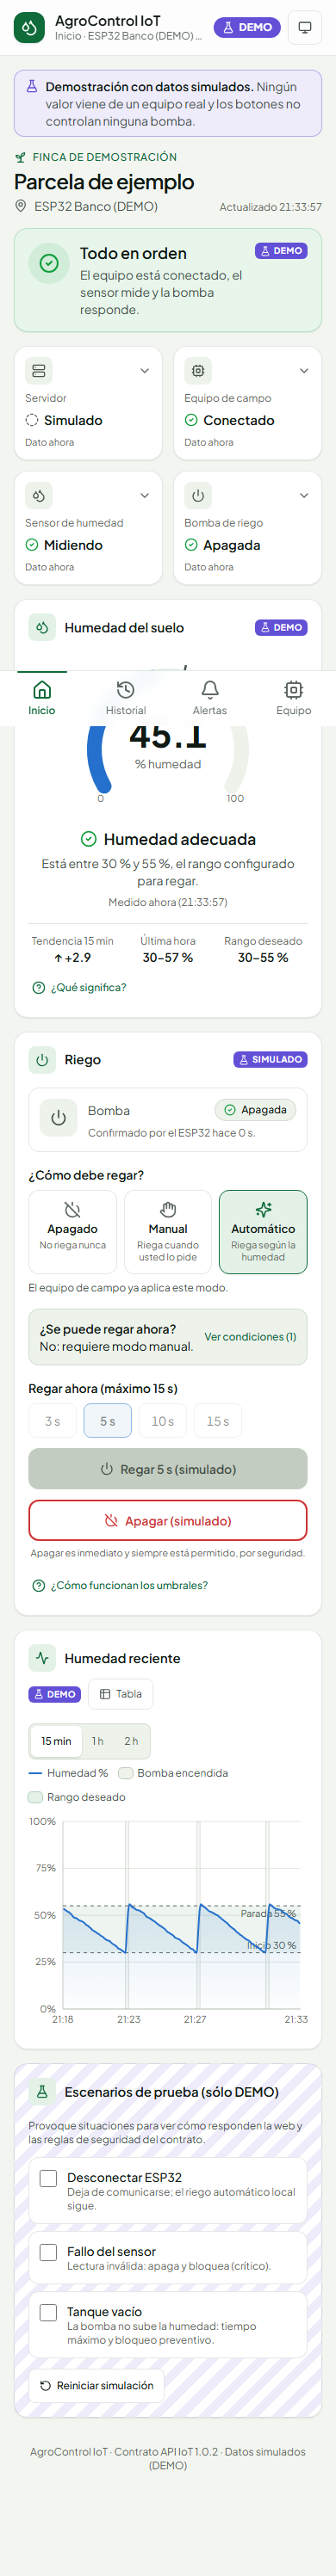 AgroControl IoT
Inicio · ESP32 Banco (DEMO) ...
DEMO
Demostración con datos simulados. Ningún
valor viene de un equipo real y los botones no
controlan ninguna bomba.
FINCA DE DEMOSTRACIÓN
Parcela de ejemplo
ESP32 Banco (DEMO)
Actualizado 21:33:57
Todo en orden
DEMO
El equipo está conectado, el
sensor mide y la bomba
responde.
Servidor
Simulado
Dato ahora
Equipo de campo
Conectado
Dato ahora
Sensor de humedad
Midiendo
Dato ahora
Bomba de riego
Apagada
Dato ahora
Humedad del suelo
DEMO
Inicio
Historial
Alertas
Equipo
45.1
% humedad
0
100
Humedad adecuada
Está entre 30 % y 55 %, el rango configurado
para regar.
Medido ahora (21:33:57)
Tendencia 15 min
↑ +2.9
Última hora
30–57 %
Rango deseado
30–55 %
¿Qué significa?
Riego
SIMULADO
Bomba
Apagada
Confirmado por el ESP32 hace 0 s.
¿Cómo debe regar?
Apagado
No riega nunca
Manual
Riega cuando
usted lo pide
Automático
Riega según la
humedad
El equipo de campo ya aplica este modo.
¿Se puede regar ahora?
No: requiere modo manual.
Ver condiciones (1)
Regar ahora (máximo 15 s)
3 s
5 s
10 s
15 s
Regar 5 s (simulado)
Apagar (simulado)
Apagar es inmediato y siempre está permitido, por seguridad.
¿Cómo funcionan los umbrales?
Humedad reciente
DEMO
Tabla
15 min
1 h
2 h
Humedad %
Bomba encendida
Rango deseado
100%
75%
50%
25%
0%
Parada 55 %
Inicio 30 %
21:18
21:23
21:27
21:33
Escenarios de prueba (sólo DEMO)
Provoque situaciones para ver cómo responden la web y
las reglas de seguridad del contrato.
Desconectar ESP32
Deja de comunicarse; el riego automático local
sigue.
Fallo del sensor
Lectura inválida: apaga y bloquea (crítico).
Tanque vacío
La bomba no sube la humedad: tiempo
máximo y bloqueo preventivo.
Reiniciar simulación
AgroControl IoT · Contrato API IoT 1.0.2 · Datos simulados
(DEMO)